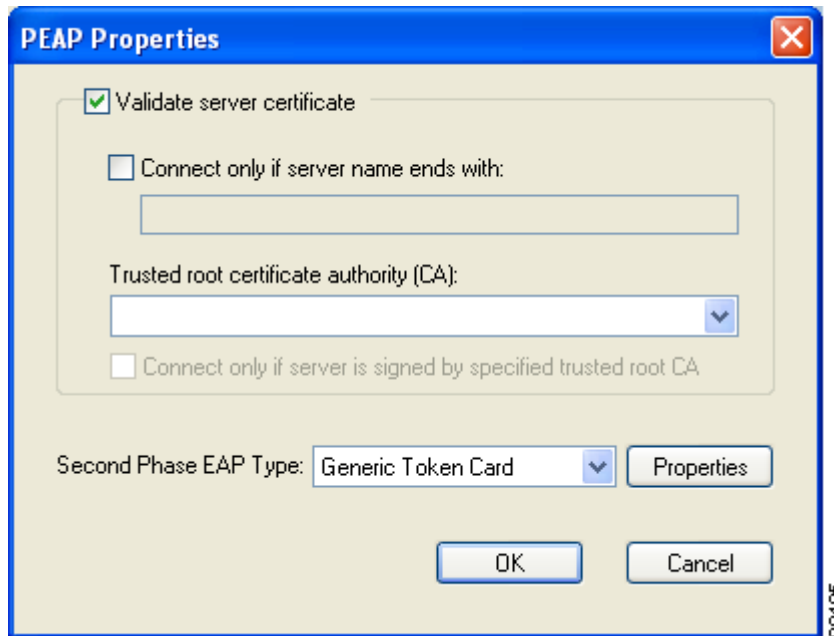 PEAP Properties
Validate server certificate
Connect only if server name ends with:
Trusted root certificate authority (CA):
Connect only if server is signed by specified trusted root CA
Second Phase EAP Type: Generic Token Card Properties
OK Cancel